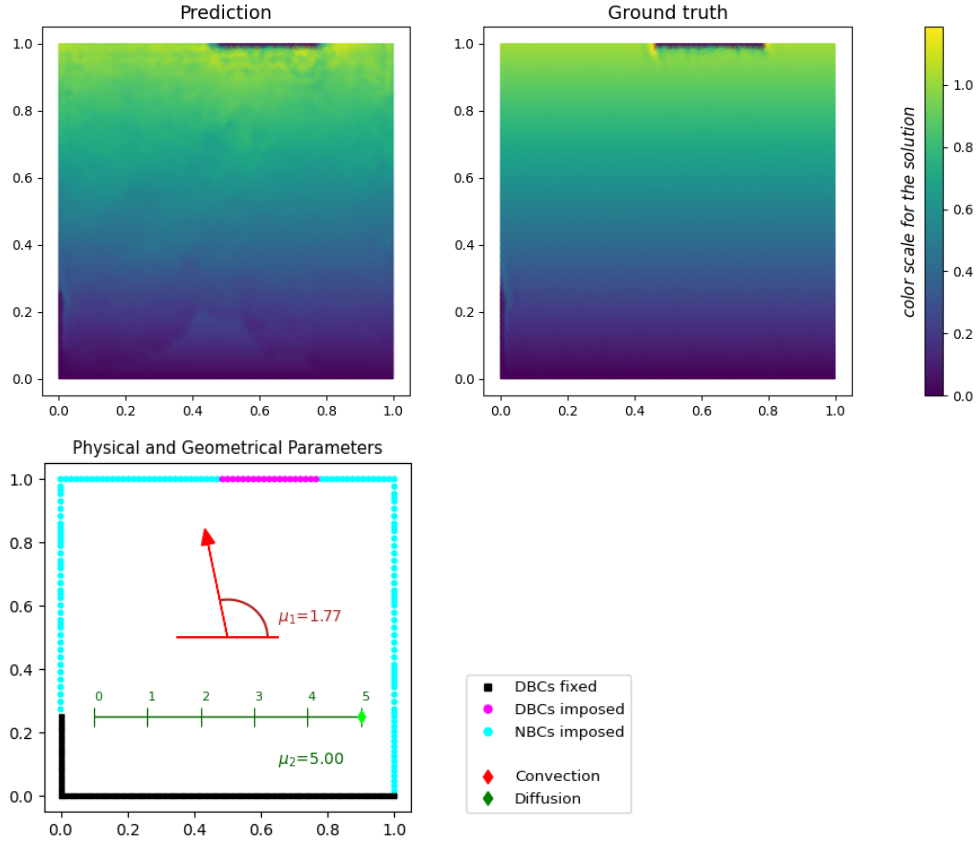 Prediction
Ground truth
1.0
0.8
0.6
0.4
0.2
0.0
0.0 0.2 0.4 0.6 0.8 1.0
1.0
0.8
0.6
0.4
0.2
0.0
0.0 0.2 0.4 0.6 0.8 1.0
color scale for the solution
1.0
0.8
0.6
0.4
0.2
0.0
Physical and Geometrical Parameters
1.0
0.8
0.6
0.4
0.2
0.0
μ₁=1.77
0 1 2 3 4 5
μ₂=5.00
0.0 0.2 0.4 0.6 0.8 1.0
DBCs fixed
DBCs imposed
NBCs imposed
Convection
Diffusion